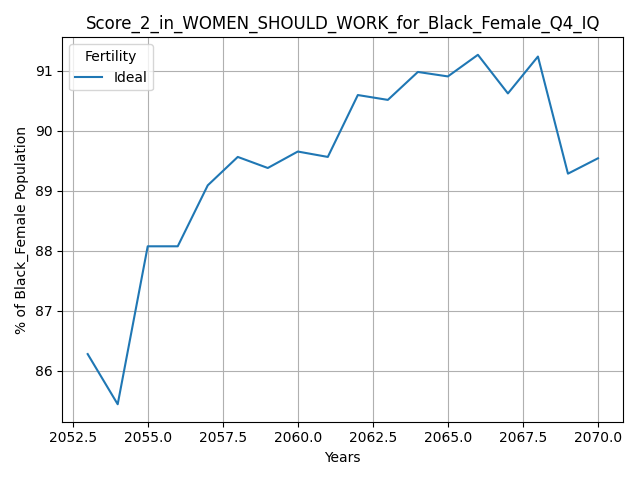 Score_2_in_WOMEN_SHOULD_WORK_for_Black_Female_Q4_IQ
Fertility
Ideal
% of Black_Female Population
91
90
89
88
87
86
2052.5 2055.0 2057.5 2060.0 2062.5 2065.0 2067.5 2070.0
Years